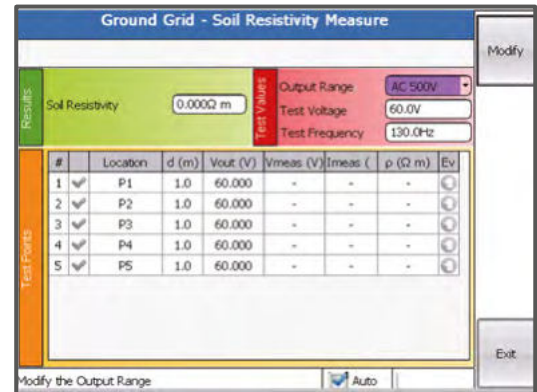 Ground Grid - Soil Resistivity Measure
Modify
Results
Soil Resistivity 0.000Ω m
Test Values
Output Range AC 500V
Test Voltage 60.0V
Test Frequency 130.0Hz
Test Points
# Location d (m) Vout (V) Vmeas (V) Imeas ( ρ (Ω m) Ev
1 P1 1.0 60.000 - - -
2 P2 1.0 60.000 - - -
3 P3 1.0 60.000 - - -
4 P4 1.0 60.000 - - -
5 P5 1.0 60.000 - - -
Exit
Modify the Output Range
Auto